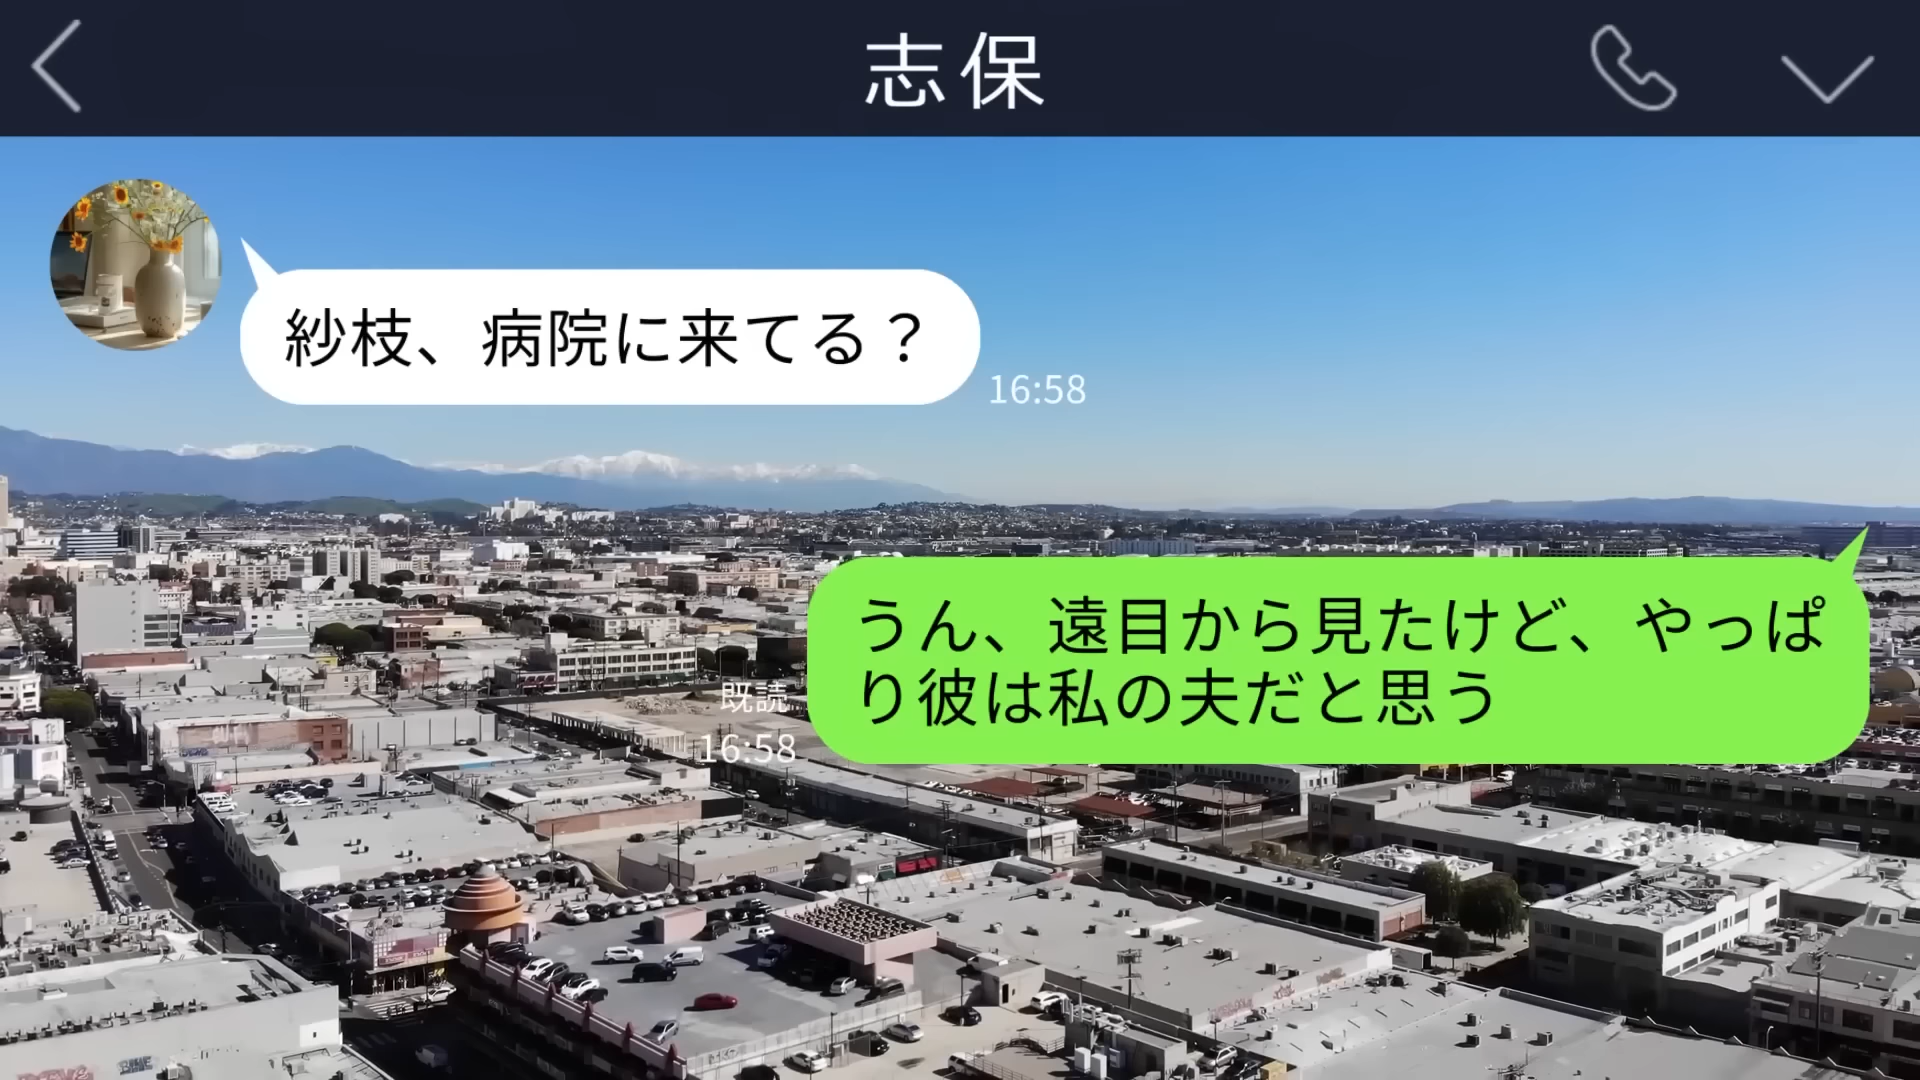 志保
紗枝、病院に来てる？
16:58
うん、遠目から見たけど、やっぱ
り彼は私の夫だと思う
既読
16:58